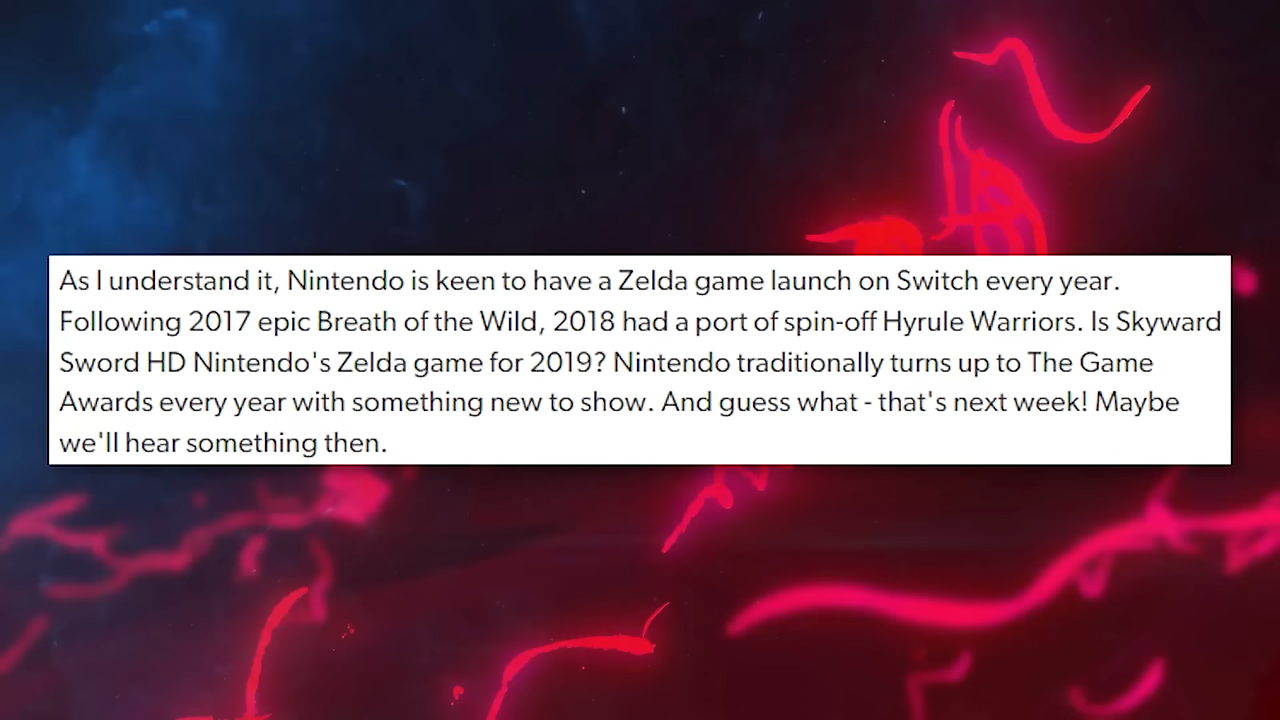 As I understand it, Nintendo is keen to have a Zelda game launch on Switch every year.
Following 2017 epic Breath of the Wild, 2018 had a port of spin-off Hyrule Warriors. Is Skyward
Sword HD Nintendo's Zelda game for 2019? Nintendo traditionally turns up to The Game
Awards every year with something new to show. And guess what - that's next week! Maybe
we'll hear something then.